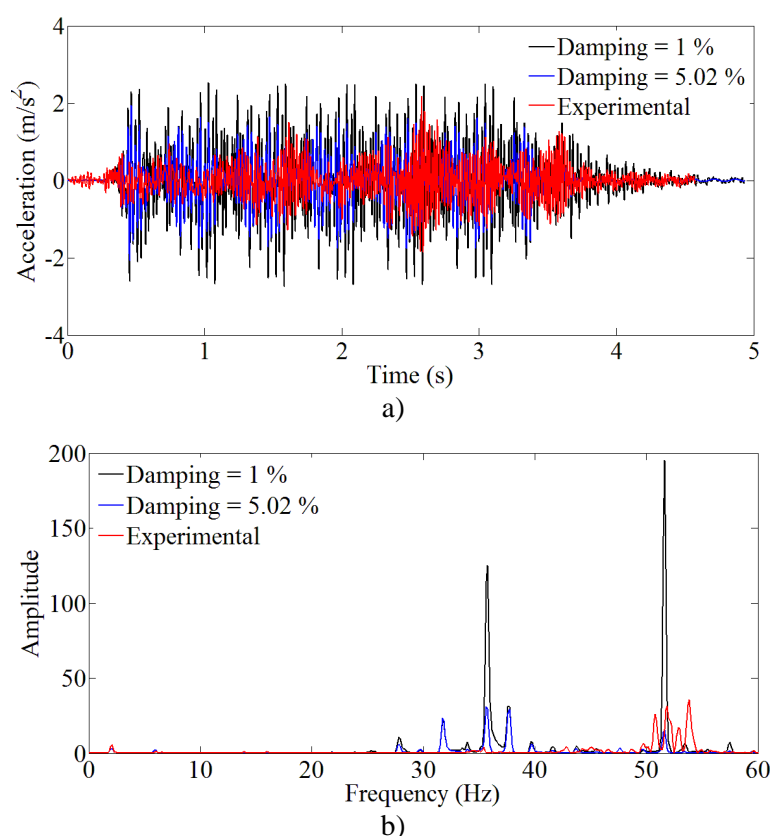 4
2
0
-2
-4
Acceleration (m/s²)
Damping = 1 %
Damping = 5.02 %
Experimental
0 1 2 3 4 5
Time (s)
a)
200
150
100
50
0
Amplitude
Damping = 1 %
Damping = 5.02 %
Experimental
0 10 20 30 40 50 60
Frequency (Hz)
b)